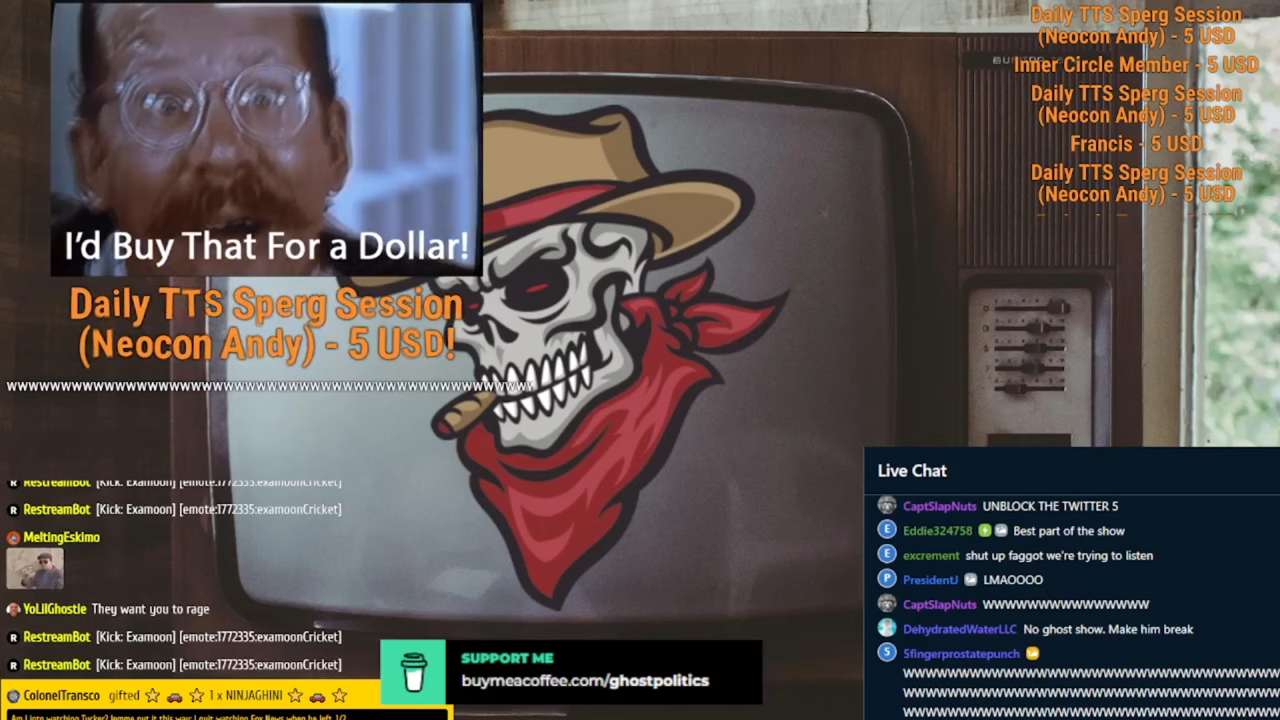 I'd Buy That For a Dollar!
Daily TTS Sperg Session
(Neocon Andy) - 5 USD!
Daily TTS Sperg Session
(Neocon Andy) - 5 USD
Inner Circle Member - 5 USD
Daily TTS Sperg Session
(Neocon Andy) - 5 USD
Francis - 5 USD
Daily TTS Sperg Session
(Neocon Andy) - 5 USD
RestreamBot [Kick: Examoon] [emote:1772335:examoonCricket]
RestreamBot [Kick: Examoon] [emote:1772335:examoonCricket]
MeltingEskimo
YoLilGhostie They want you to rage
RestreamBot [Kick: Examoon] [emote:1772335:examoonCricket]
RestreamBot [Kick: Examoon] [emote:1772335:examoonCricket]
ColonelTransco gifted 1 x NINJAGHINI
SUPPORT ME
buymeacoffee.com/ghostpolitics
Live Chat
CaptSlapNuts UNBLOCK THE TWITTER 5
Eddie324758 Best part of the show
excrement shut up faggot we're trying to listen
PresidentJ LMAOOOO
CaptSlapNuts WWWWWWWWWWWWWWW
DehydratedWaterLLC No ghost show. Make him break
5fingerprostatepunch